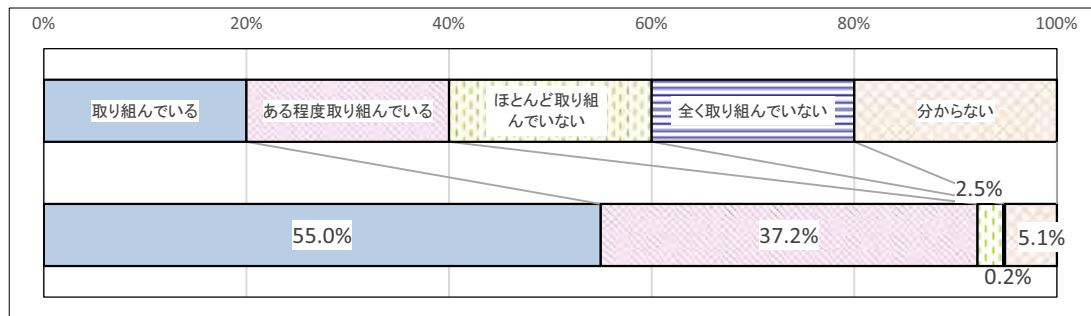 0% 20% 40% 60% 80% 100%
取り組んでいる ある程度取り組んでいる ほとんど取り組
んでいない 全く取り組んでいない 分からない
2.5%
55.0% 37.2% 5.1%
0.2%